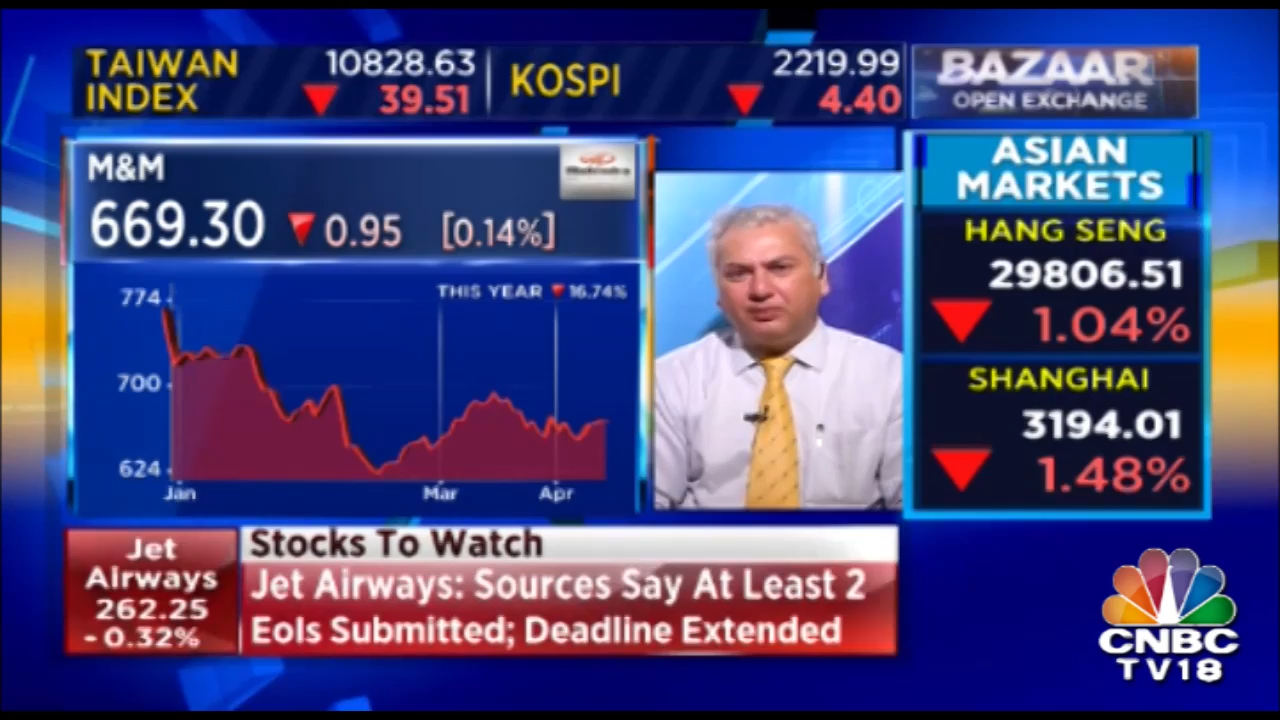 TAIWAN INDEX
10828.63
39.51
KOSPI
2219.99
4.40
BAZAAR
OPEN EXCHANGE
M&M
669.30 0.95 [0.14%]
Mahindra
THIS YEAR 16.74%
774
700
624
Jan Mar Apr
ASIAN
MARKETS
HANG SENG
29806.51
1.04%
SHANGHAI
3194.01
1.48%
Jet
Airways
262.25
-0.32%
Stocks To Watch
Jet Airways: Sources Say At Least 2
EoIs Submitted; Deadline Extended
CNBC
TV18